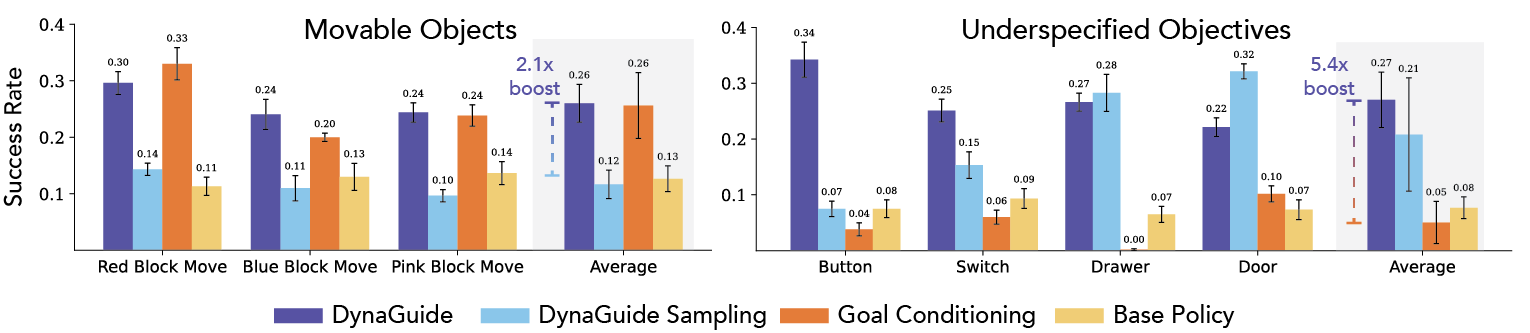 Movable Objects
Success Rate
0.4
0.3
0.2
0.1
0.30
0.14
0.33
0.11
0.24
0.11
0.20
0.13
0.24
0.10
0.24
0.14
2.1x
boost
0.26
0.12
0.26
0.13
Red Block Move
Blue Block Move
Pink Block Move
Average
Underspecified Objectives
0.4
0.3
0.2
0.1
0.34
0.07
0.04
0.08
0.25
0.15
0.06
0.09
0.27
0.28
0.00
0.07
0.22
0.32
0.10
0.07
5.4x
boost
0.27
0.21
0.05
0.08
Button
Switch
Drawer
Door
Average
DynaGuide
DynaGuide Sampling
Goal Conditioning
Base Policy